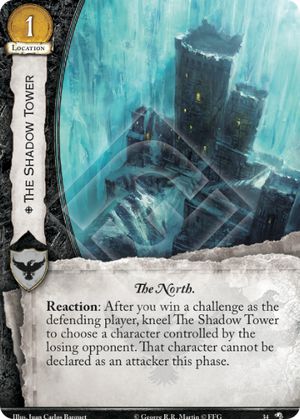 1
LOCATION
THE SHADOW TOWER
The North.
Reaction: After you win a challenge as the
defending player, kneel The Shadow Tower
to choose a character controlled by the
losing opponent. That character cannot be
declared as an attacker this phase.
Illus. Juan Carlos Barquet
© George R.R. Martin © FFG
14